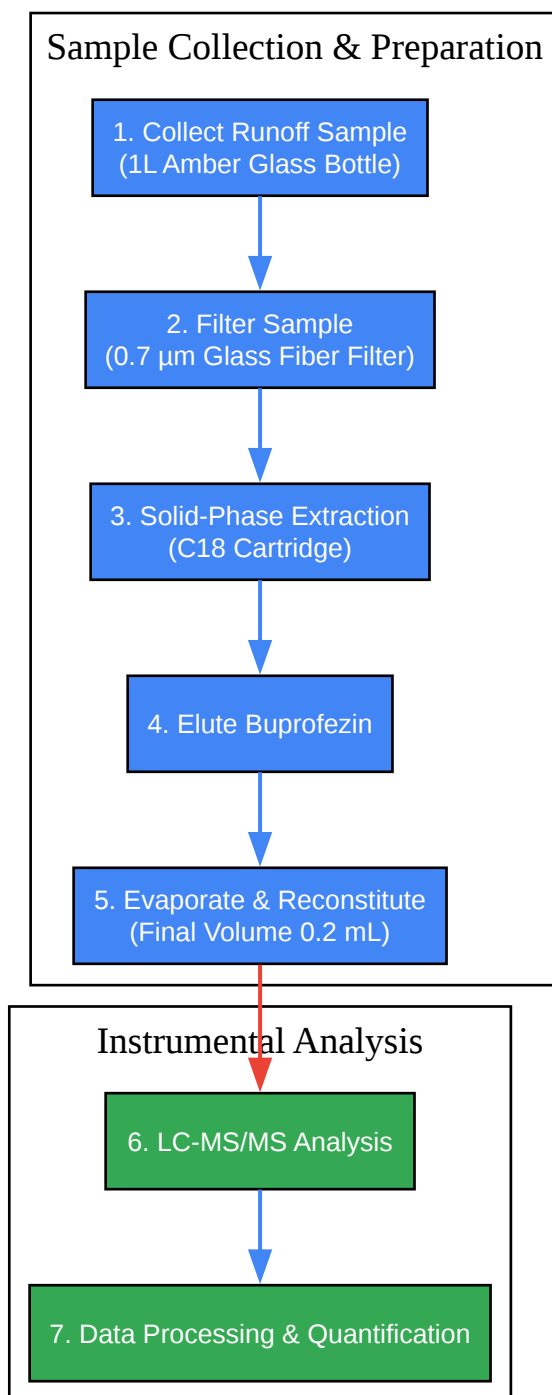 Sample Collection & Preparation
1. Collect Runoff Sample
(1L Amber Glass Bottle)
2. Filter Sample
(0.7 µm Glass Fiber Filter)
3. Solid-Phase Extraction
(C18 Cartridge)
4. Elute Buprofezin
5. Evaporate & Reconstitute
(Final Volume 0.2 mL)
Instrumental Analysis
6. LC-MS/MS Analysis
7. Data Processing & Quantification